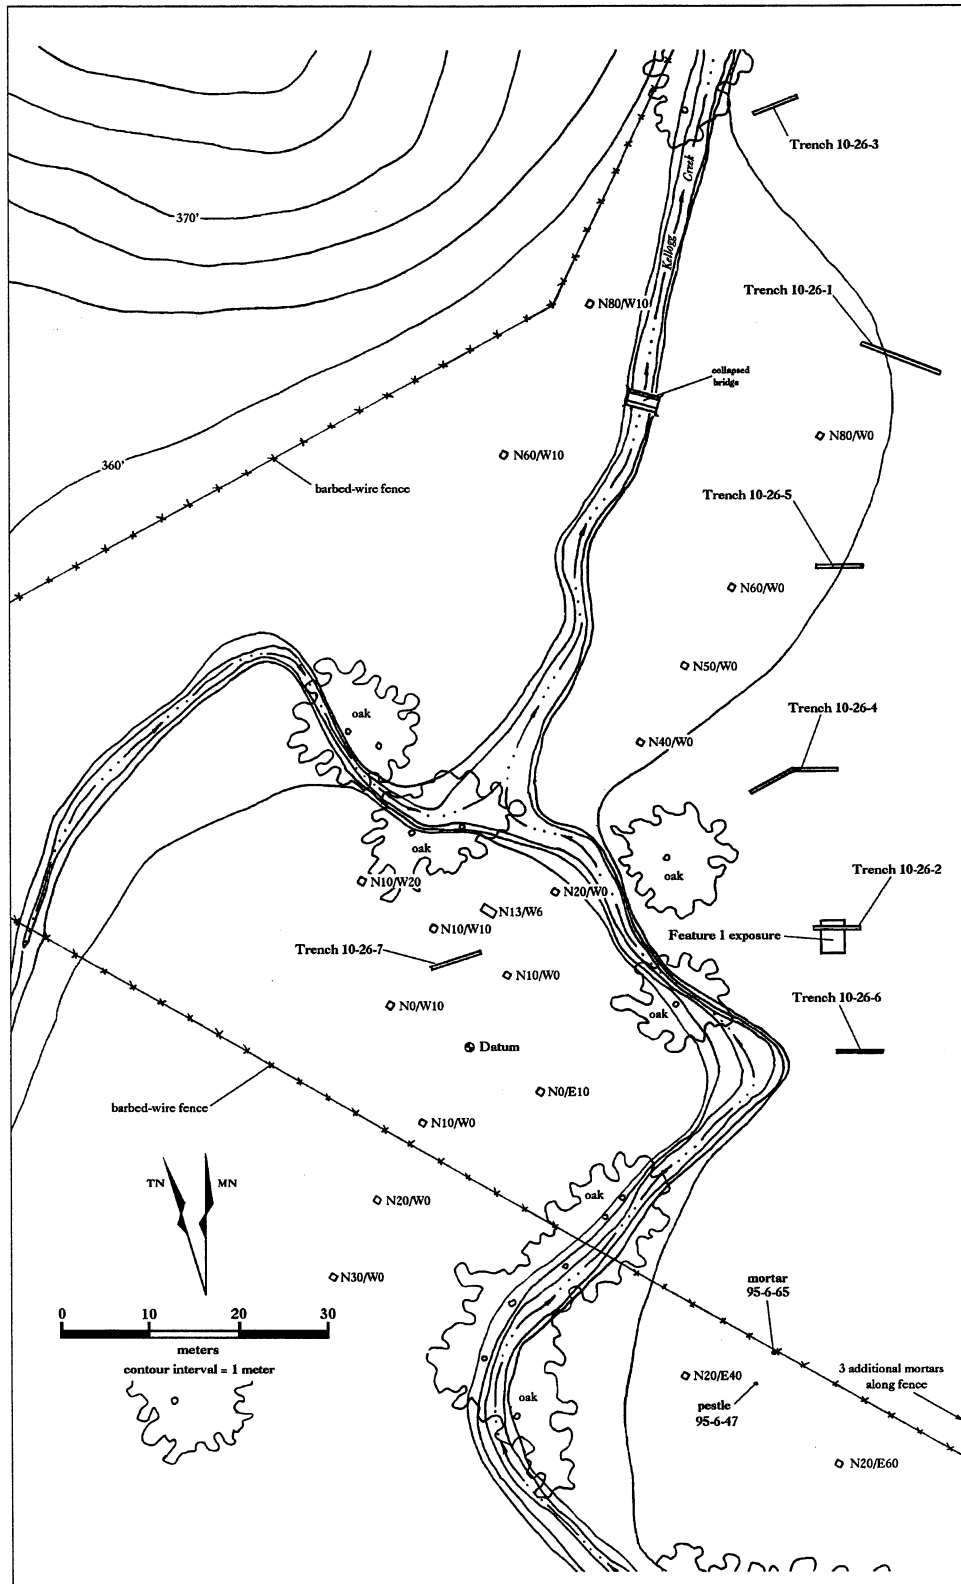 Trench 10-26-3
Kellogg Creek
370'
Trench 10-26-1
N80/W10
collapsed
bridge
N80/W0
N60/W10
360'
barbed-wire fence
Trench 10-26-5
N60/W0
N50/W0
oak
Trench 10-26-4
N40/W0
oak
oak
Trench 10-26-2
N10/W20
N20/W0
N13/W6
N10/W10
Feature 1 exposure
Trench 10-26-7
N10/W0
Trench 10-26-6
N0/W10
oak
Datum
N0/E10
barbed-wire fence
N10/W0
TN
MN
oak
N20/W0
N30/W0
mortar
95-6-65
0 10 20 30
meters
contour interval = 1 meter
3 additional mortars
along fence
N20/E40
oak
pestle
95-6-47
N20/E60